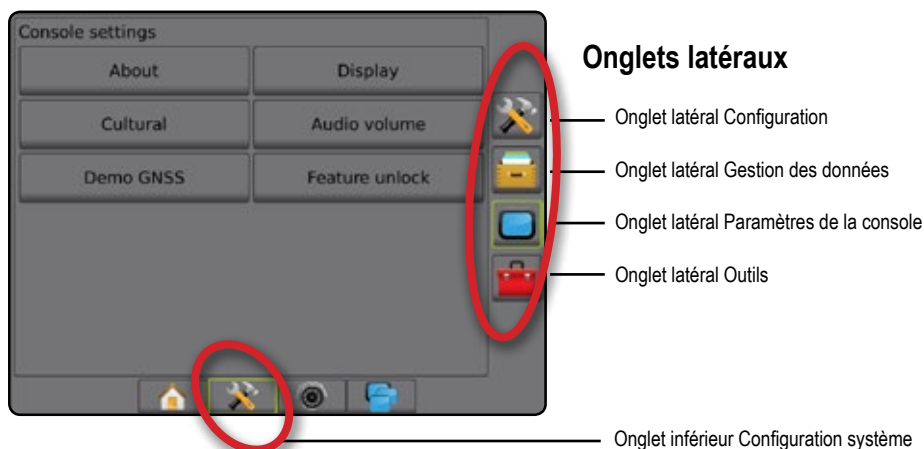 Console settings
About
Display
Cultural
Audio volume
Demo GNSS
Feature unlock
Onglets latéraux
Onglet latéral Configuration
Onglet latéral Gestion des données
Onglet latéral Paramètres de la console
Onglet latéral Outils
Onglet inférieur Configuration système